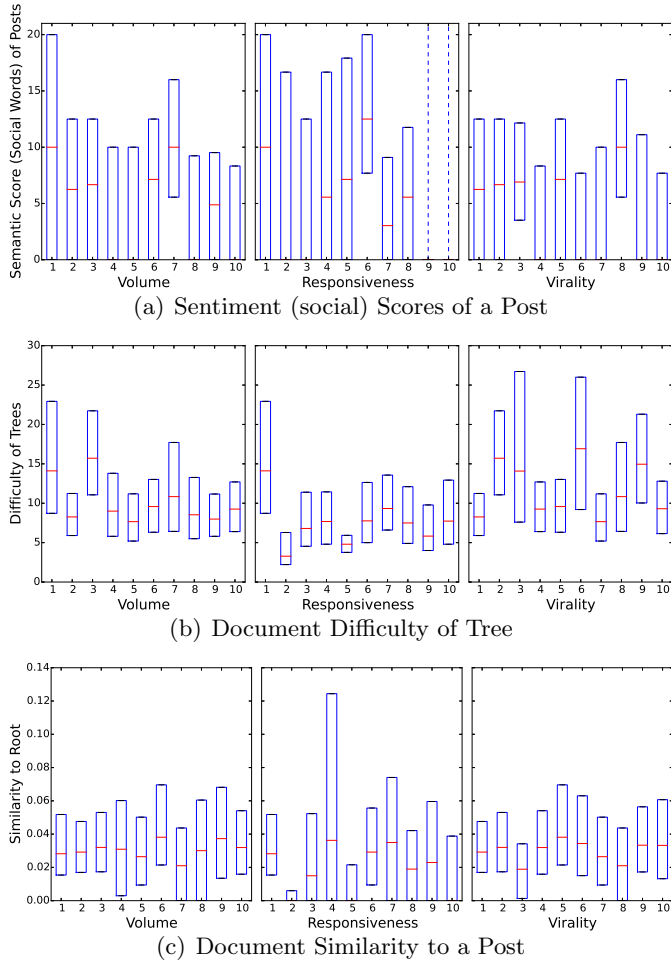 Semantic Score (Social Words) of Posts
20
15
10
5
0
1 2 3 4 5 6 7 8 9 10
Volume
1 2 3 4 5 6 7 8 9 10
Responsiveness
1 2 3 4 5 6 7 8 9 10
Virality
(a) Sentiment (social) Scores of a Post
Difficulty of Trees
30
25
20
15
10
5
0
1 2 3 4 5 6 7 8 9 10
Volume
1 2 3 4 5 6 7 8 9 10
Responsiveness
1 2 3 4 5 6 7 8 9 10
Virality
(b) Document Difficulty of Tree
Similarity to Root
0.14
0.12
0.10
0.08
0.06
0.04
0.02
0.00
1 2 3 4 5 6 7 8 9 10
Volume
1 2 3 4 5 6 7 8 9 10
Responsiveness
1 2 3 4 5 6 7 8 9 10
Virality
(c) Document Similarity to a Post